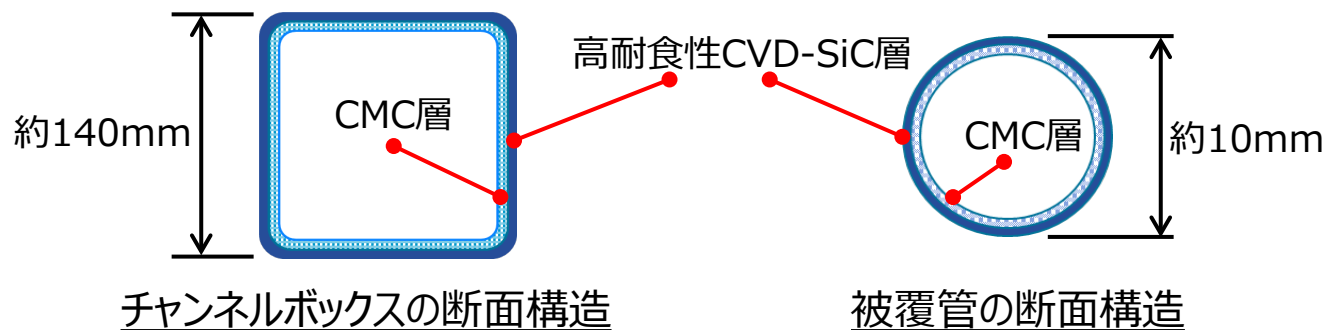 高耐食性CVD-SiC層
CMC層
約140mm
CMC層
約10mm
チャンネルボックスの断面構造
被覆管の断面構造